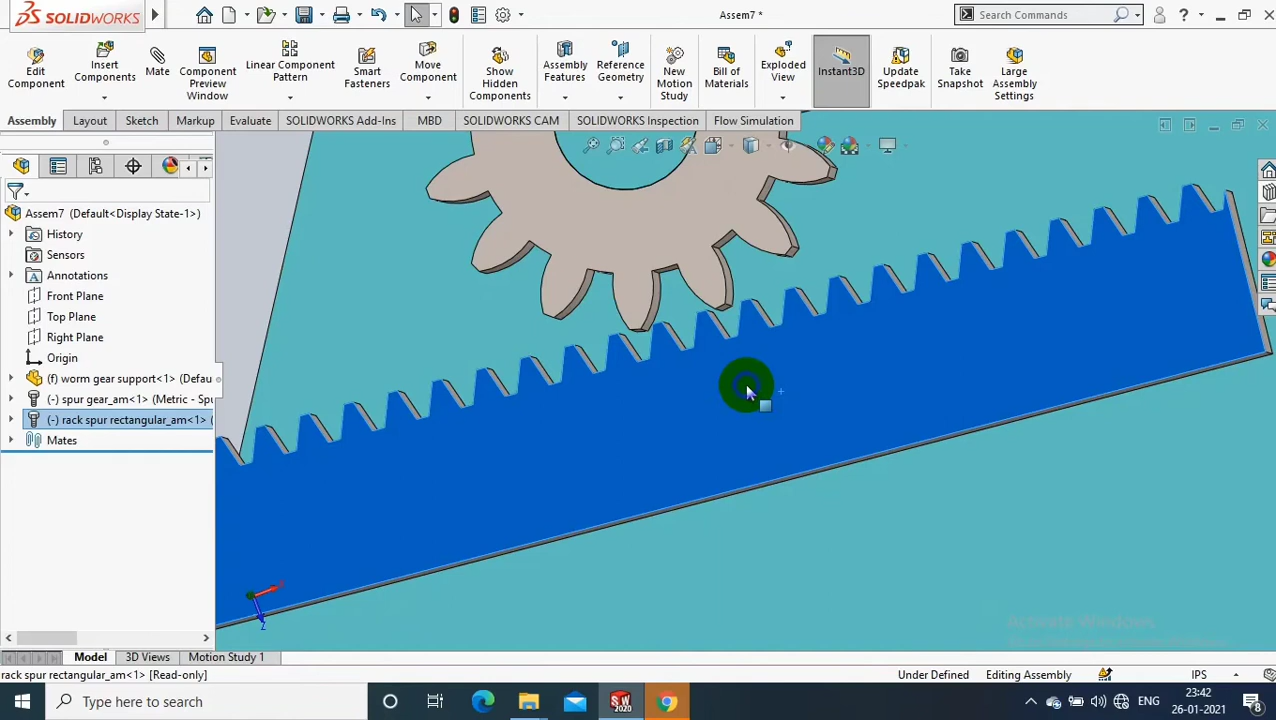 SOLIDWORKS
Assem7 *
Search Commands
Edit Component
Insert Components
Mate
Component Preview Window
Linear Component Pattern
Smart Fasteners
Move Component
Show Hidden Components
Assembly Features
Reference Geometry
New Motion Study
Bill of Materials
Exploded View
Instant3D
Update Speedpak
Take Snapshot
Large Assembly Settings
Assembly
Layout
Sketch
Markup
Evaluate
SOLIDWORKS Add-Ins
MBD
SOLIDWORKS CAM
SOLIDWORKS Inspection
Flow Simulation
Assem7 (Default<Display State-1>)
History
Sensors
Annotations
Front Plane
Top Plane
Right Plane
Origin
(f) worm gear support<1> (Defau
(-) spur gear_am<1> (Metric - Spu
(-) rack spur rectangular_am<1> (
Mates
Z
Activate Windows
Model
3D Views
Motion Study 1
rack spur rectangular_am<1> [Read-only]
Under Defined
Editing Assembly
IPS
Type here to search
SW
2020
ENG
23:42
26-01-2021
8